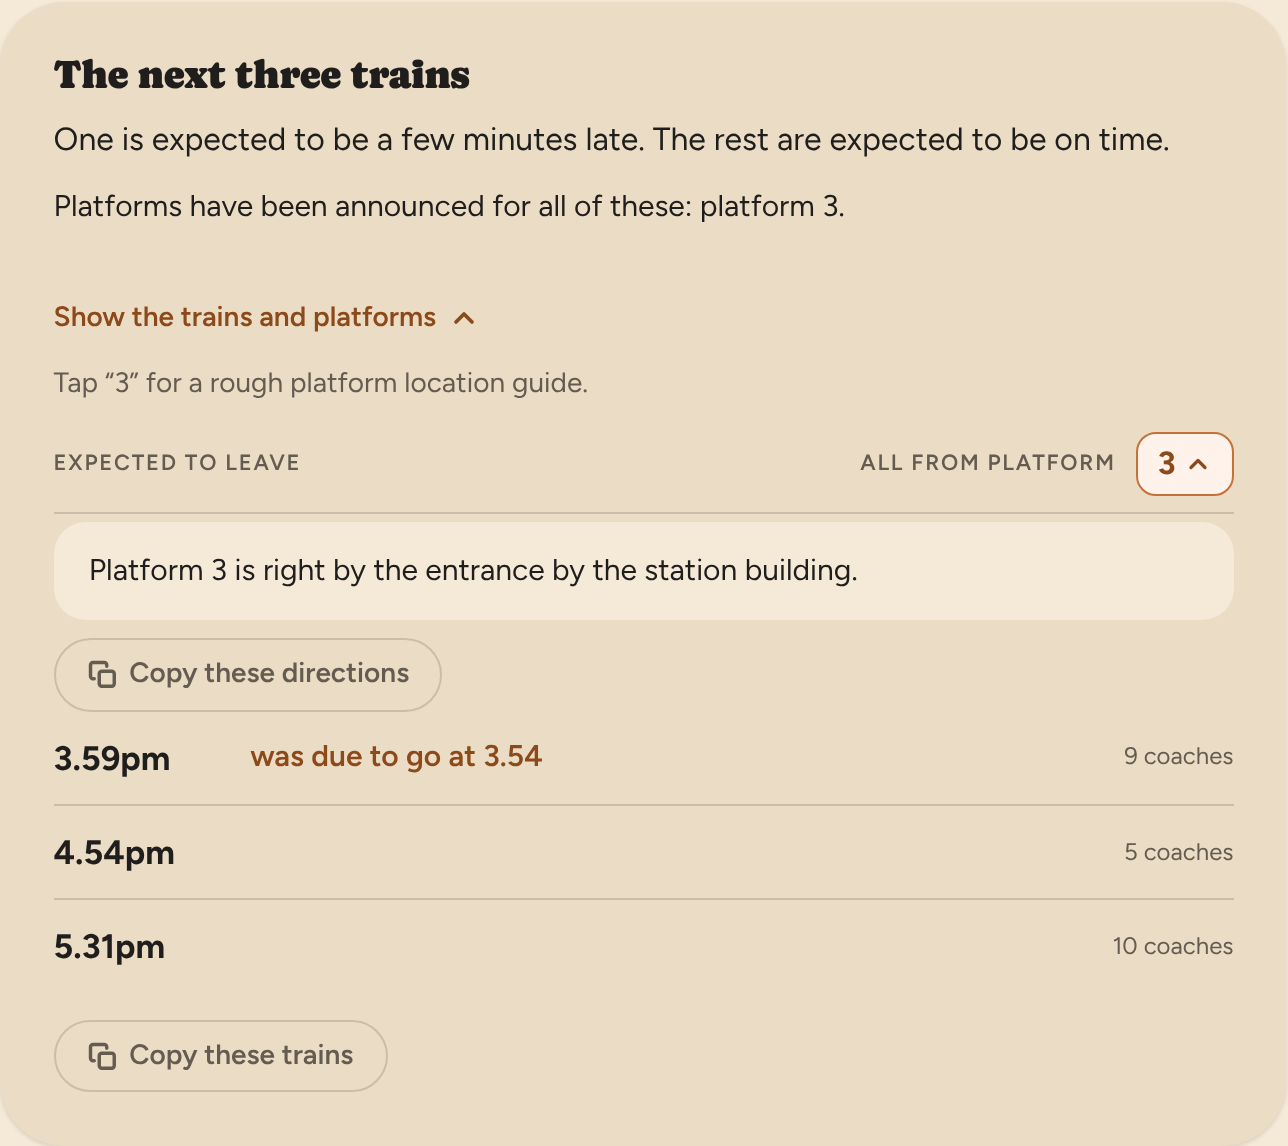 The next three trains
One is expected to be a few minutes late. The rest are expected to be on time.
Platforms have been announced for all of these: platform 3.
Show the trains and platforms
Tap “3” for a rough platform location guide.
EXPECTED TO LEAVE
ALL FROM PLATFORM 3
Platform 3 is right by the entrance by the station building.
Copy these directions
3.59pm was due to go at 3.54 9 coaches
4.54pm 5 coaches
5.31pm 10 coaches
Copy these trains